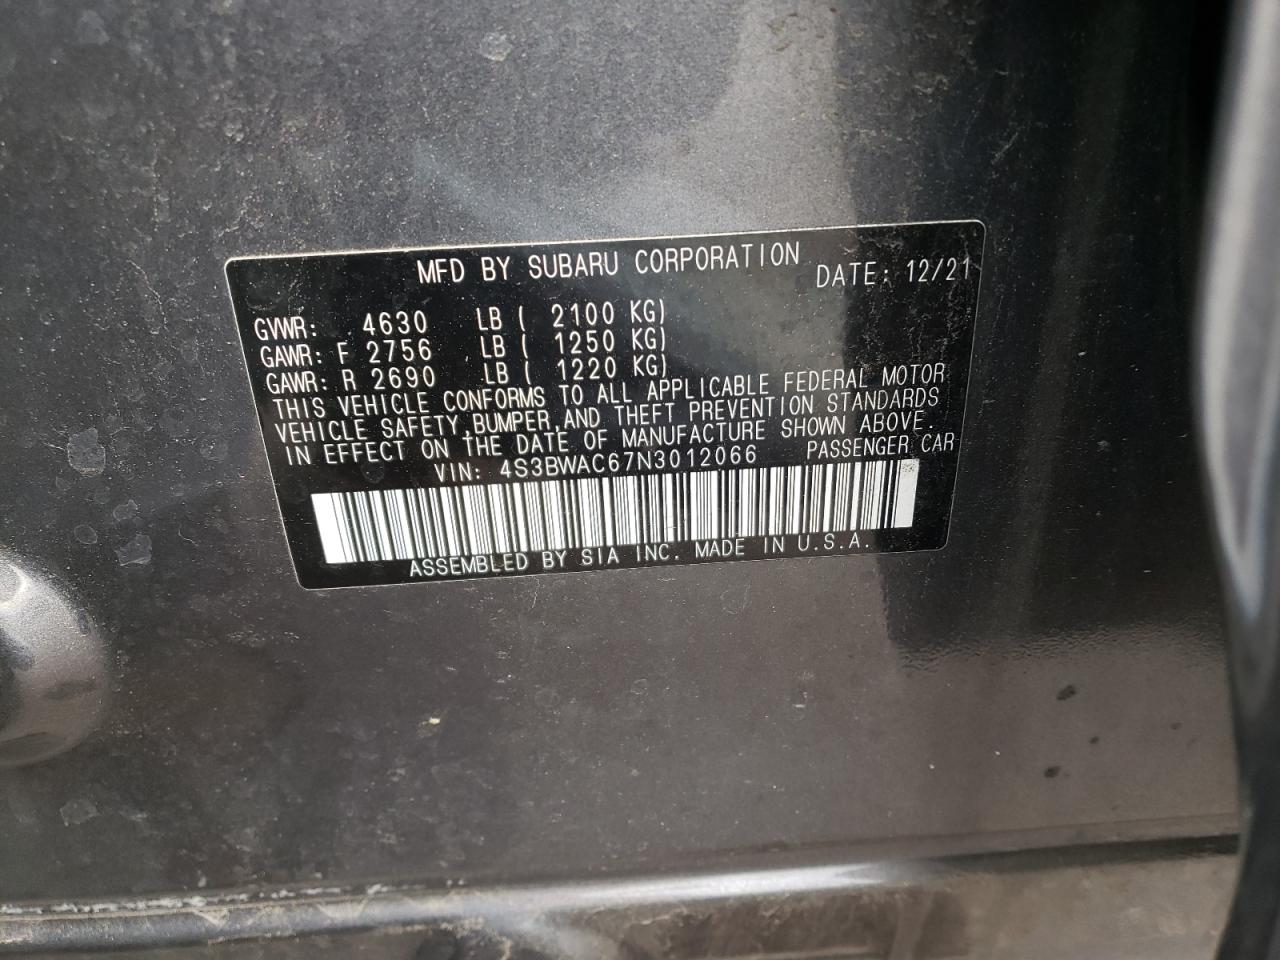 MFD BY SUBARU CORPORATION DATE: 12/21
GVWR: 4630 LB ( 2100 KG)
GAWR: F 2756 LB ( 1250 KG)
GAWR: R 2690 LB ( 1220 KG)
THIS VEHICLE CONFORMS TO ALL APPLICABLE FEDERAL MOTOR
VEHICLE SAFETY, BUMPER, AND THEFT PREVENTION STANDARDS
IN EFFECT ON THE DATE OF MANUFACTURE SHOWN ABOVE.
VIN: 4S3BWAC67N3012066 PASSENGER CAR
ASSEMBLED BY SIA INC. MADE IN U.S.A.